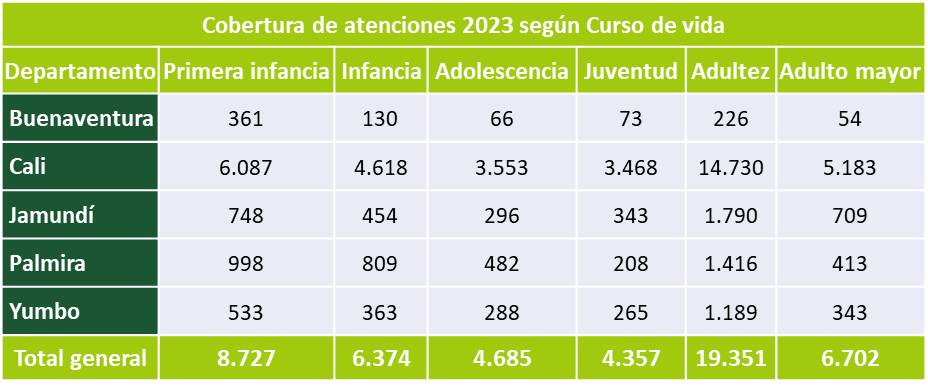 Cobertura de atenciones 2023 según Curso de vida
Departamento Primera infancia Infancia Adolescencia Juventud Adultez Adulto mayor
Buenaventura 361 130 66 73 226 54
Cali 6.087 4.618 3.553 3.468 14.730 5.183
Jamundí 748 454 296 343 1.790 709
Palmira 998 809 482 208 1.416 413
Yumbo 533 363 288 265 1.189 343
Total general 8.727 6.374 4.685 4.357 19.351 6.702